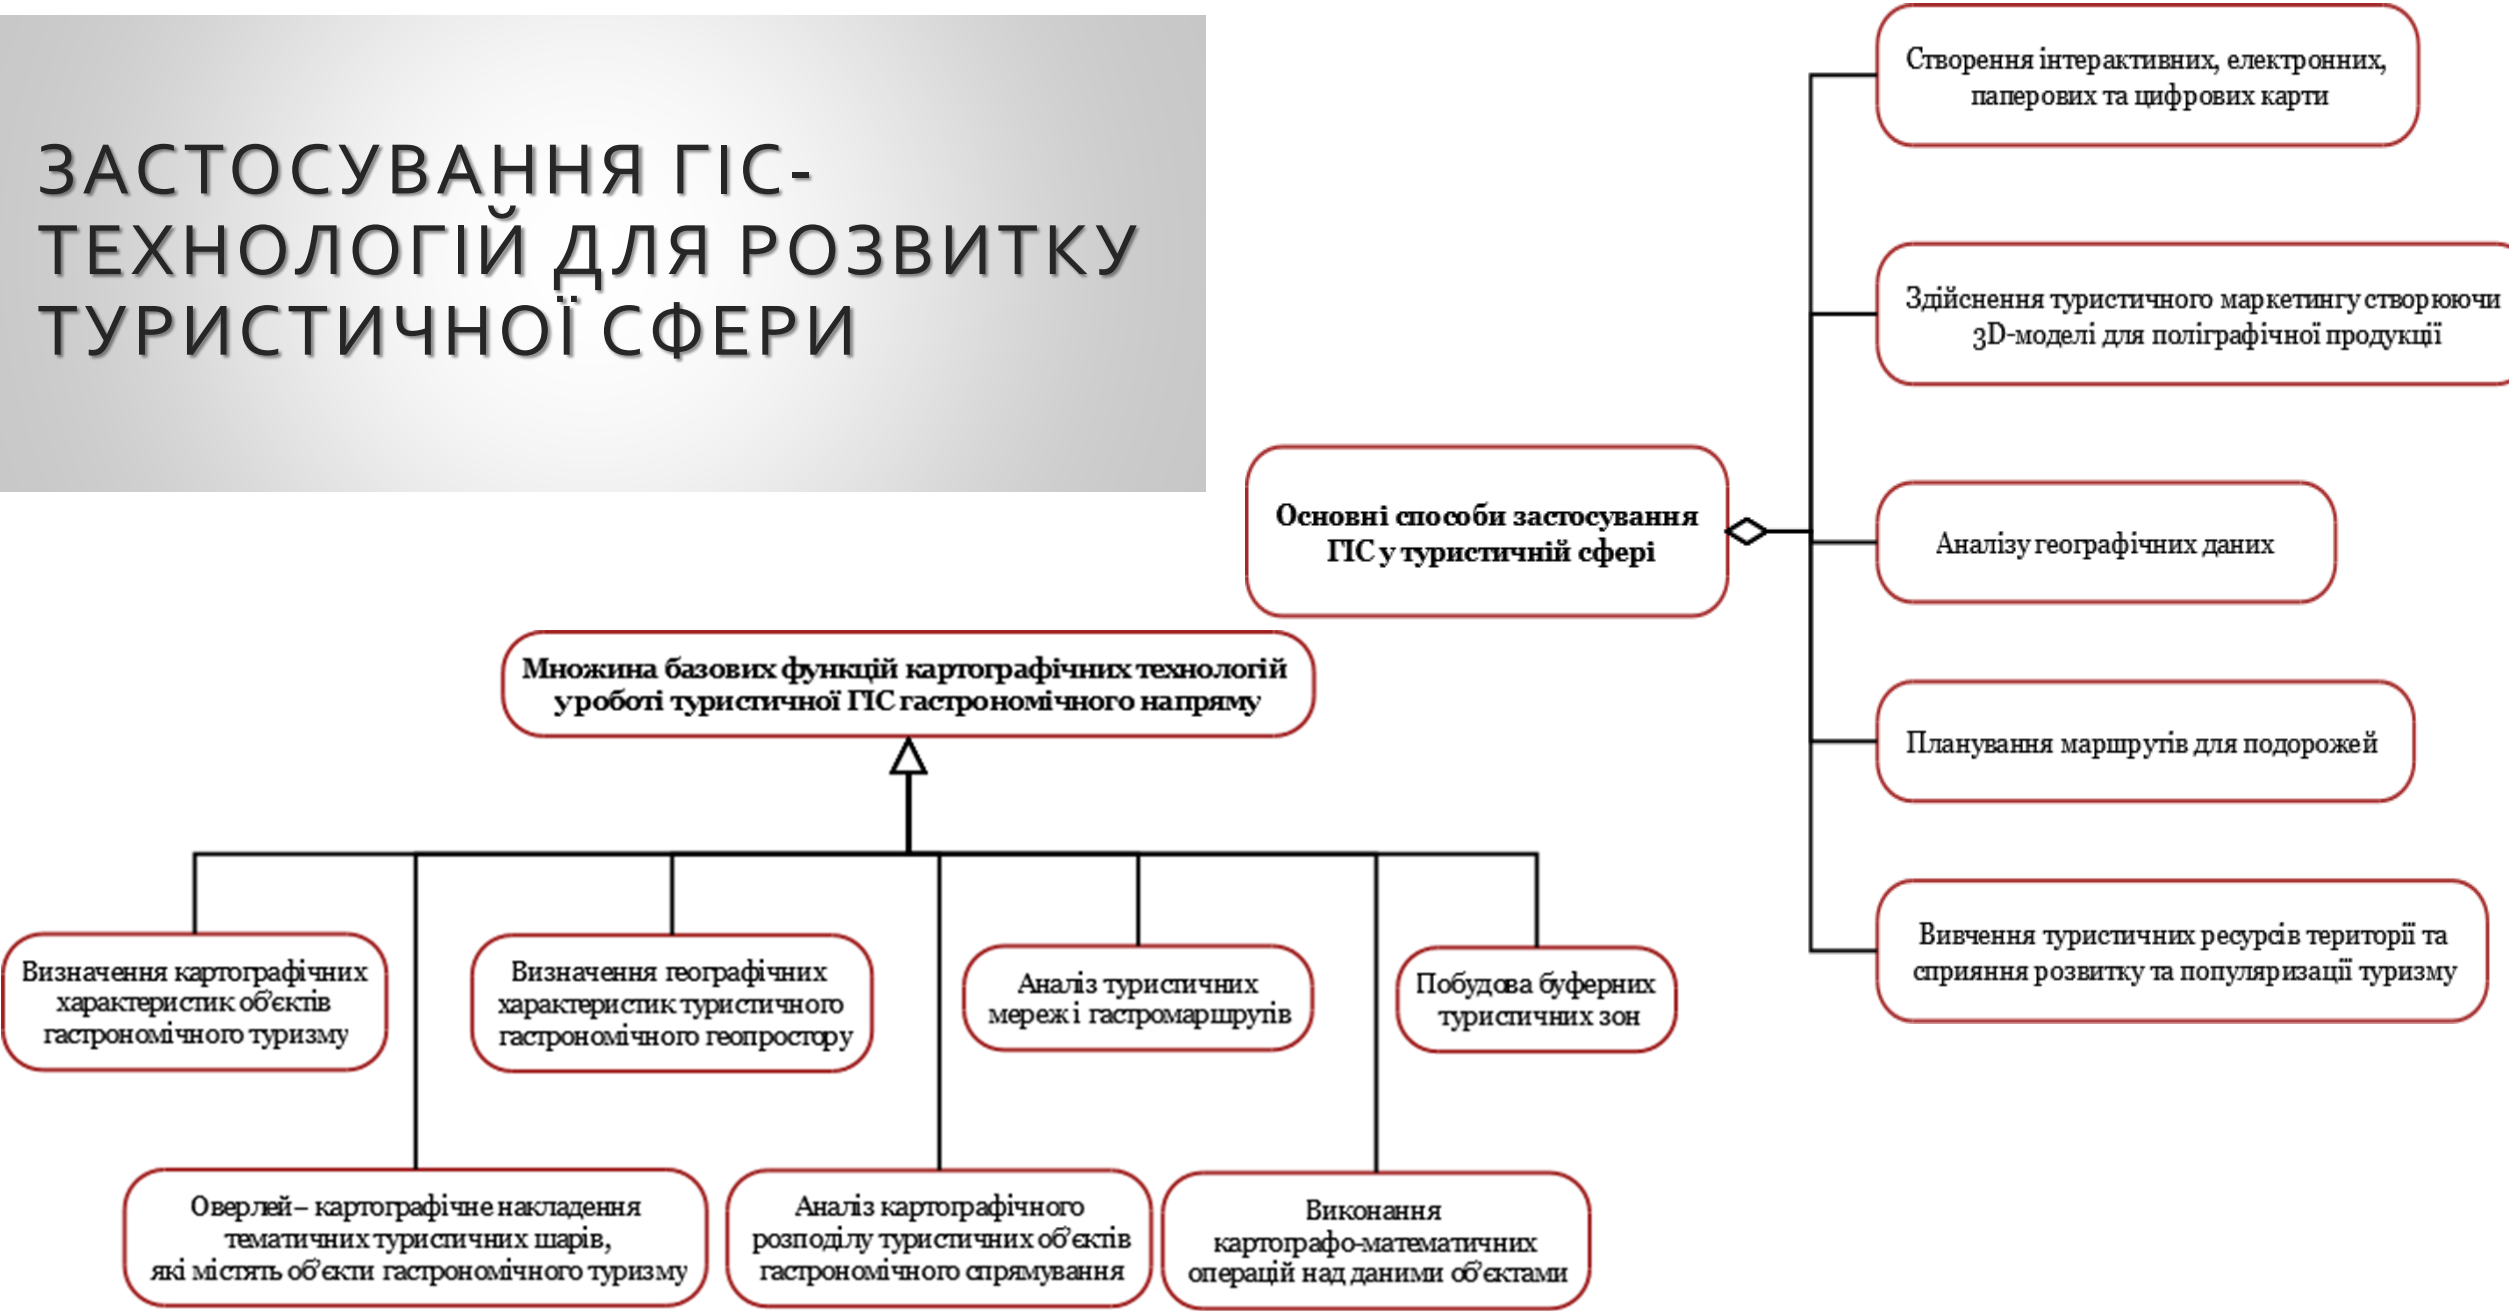 ЗАСТОСУВАННЯ ГІС-
ТЕХНОЛОГІЙ ДЛЯ РОЗВИТКУ
ТУРИСТИЧНОЇ СФЕРИ
Основні способи застосування
ГІС у туристичній сфері
Створення інтерактивних, електронних,
паперових та цифрових карти
Здійснення туристичного маркетингу створюючи
3D-моделі для поліграфічної продукції
Аналізу географічних даних
Планування маршрутів для подорожей
Вивчення туристичних ресурсів території та
сприяння розвитку та популяризації туризму
Множина базових функцій картографічних технологій
у роботі туристичної ГІС гастрономічного напряму
Визначення картографічних
характеристик об’єктів
гастрономічного туризму
Визначення географічних
характеристик туристичного
гастрономічного геопростору
Аналіз туристичних
мереж і гастромаршрутів
Побудова буферних
туристичних зон
Оверлей– картографічне накладення
тематичних туристичних шарів,
які містять об’єкти гастрономічного туризму
Аналіз картографічного
розподілу туристичних об’єктів
гастрономічного спрямування
Виконання
картографо-математичних
операцій над даними об’єктами